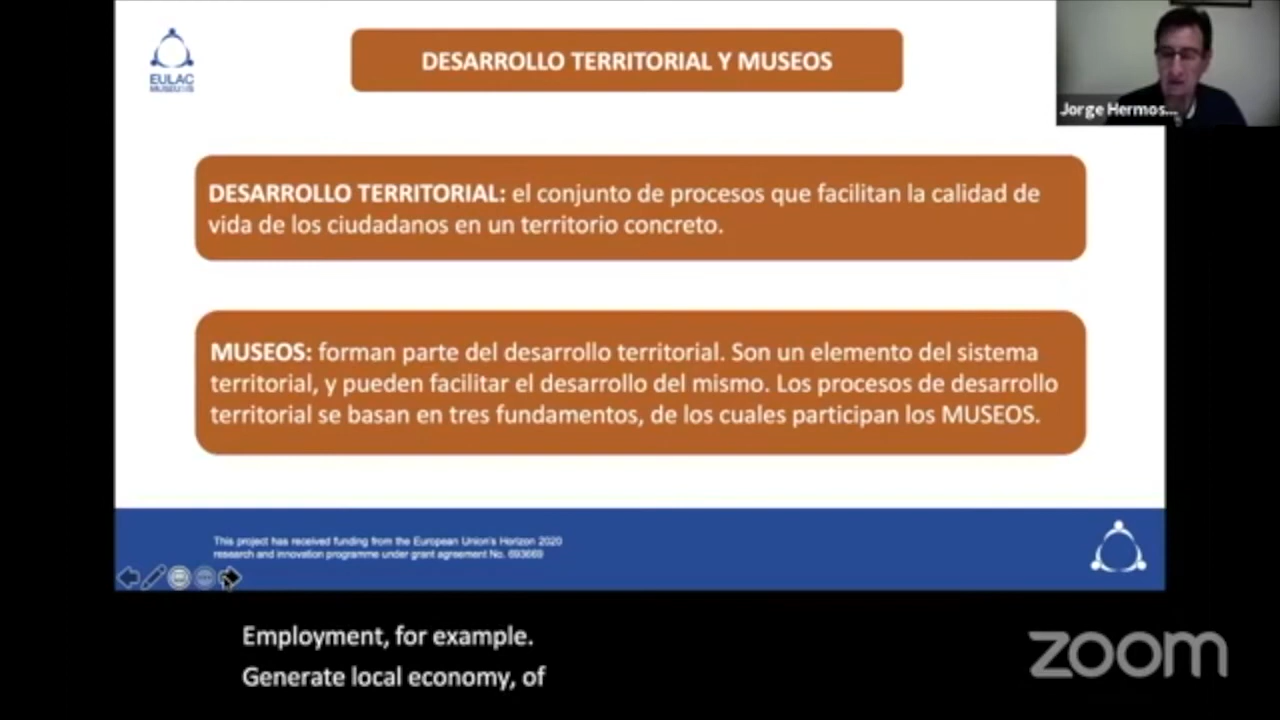 EULAC
MUSEUMS
DESARROLLO TERRITORIAL Y MUSEOS
Jorge Hermos...
DESARROLLO TERRITORIAL: el conjunto de procesos que facilitan la calidad de
vida de los ciudadanos en un territorio concreto.
MUSEOS: forman parte del desarrollo territorial. Son un elemento del sistema
territorial, y pueden facilitar el desarrollo del mismo. Los procesos de desarrollo
territorial se basan en tres fundamentos, de los cuales participan los MUSEOS.
This project has received funding from the European Union's Horizon 2020
research and innovation programme under grant agreement No. 693669
Employment, for example.
Generate local economy, of
zoom